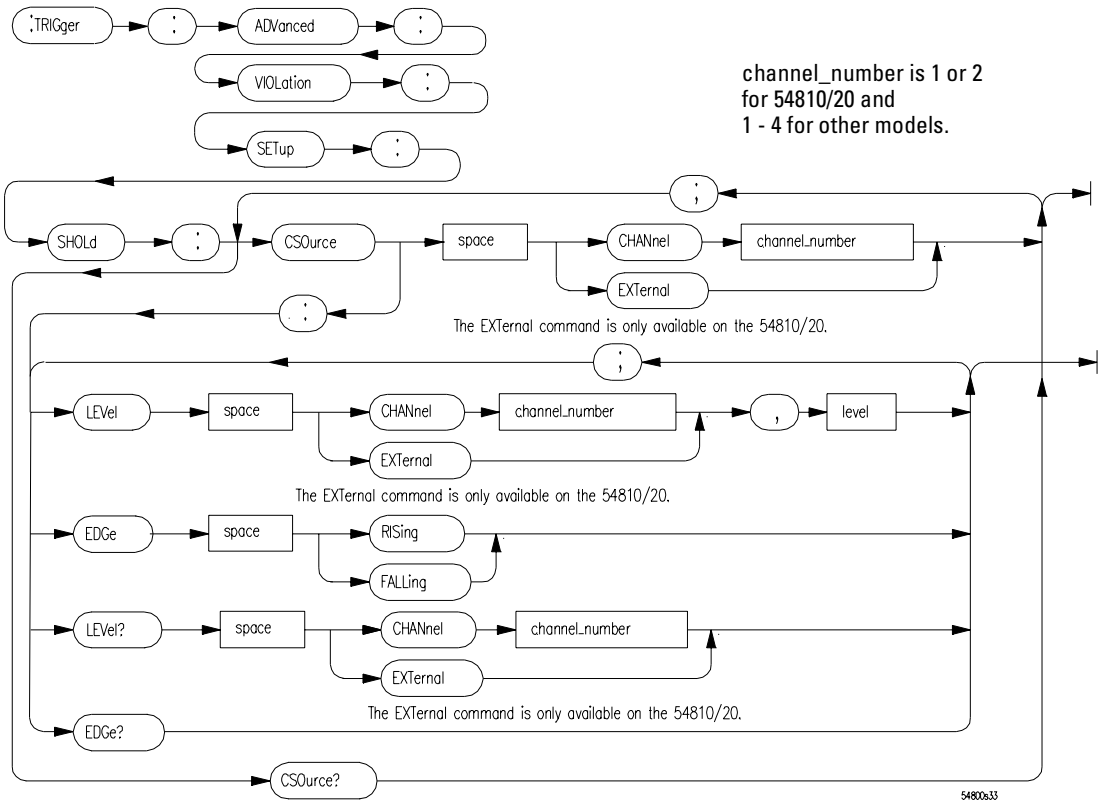 :TRIGger : ADVanced :
VIOLation :
channel_number is 1 or 2
for 54810/20 and
1 - 4 for other models.
SETup :
;
SHOLd : CSOurce space CHANnel channel_number
EXTernal
:
The EXTernal command is only available on the 54810/20.
;
LEVel space CHANnel channel_number , level
EXTernal
The EXTernal command is only available on the 54810/20.
EDGe space RISing
FALLing
LEVel? space CHANnel channel_number
EXTernal
The EXTernal command is only available on the 54810/20.
EDGe?
CSOurce?
54800s33